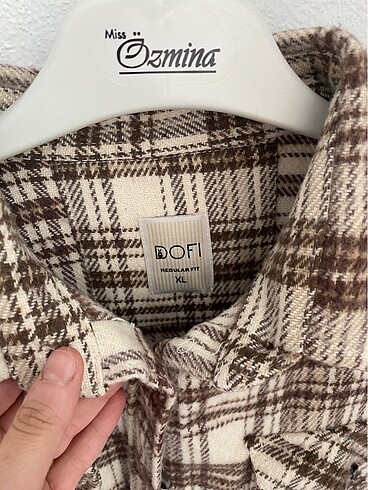 Miss
Özmina
DOFI
REGULAR FIT
XL